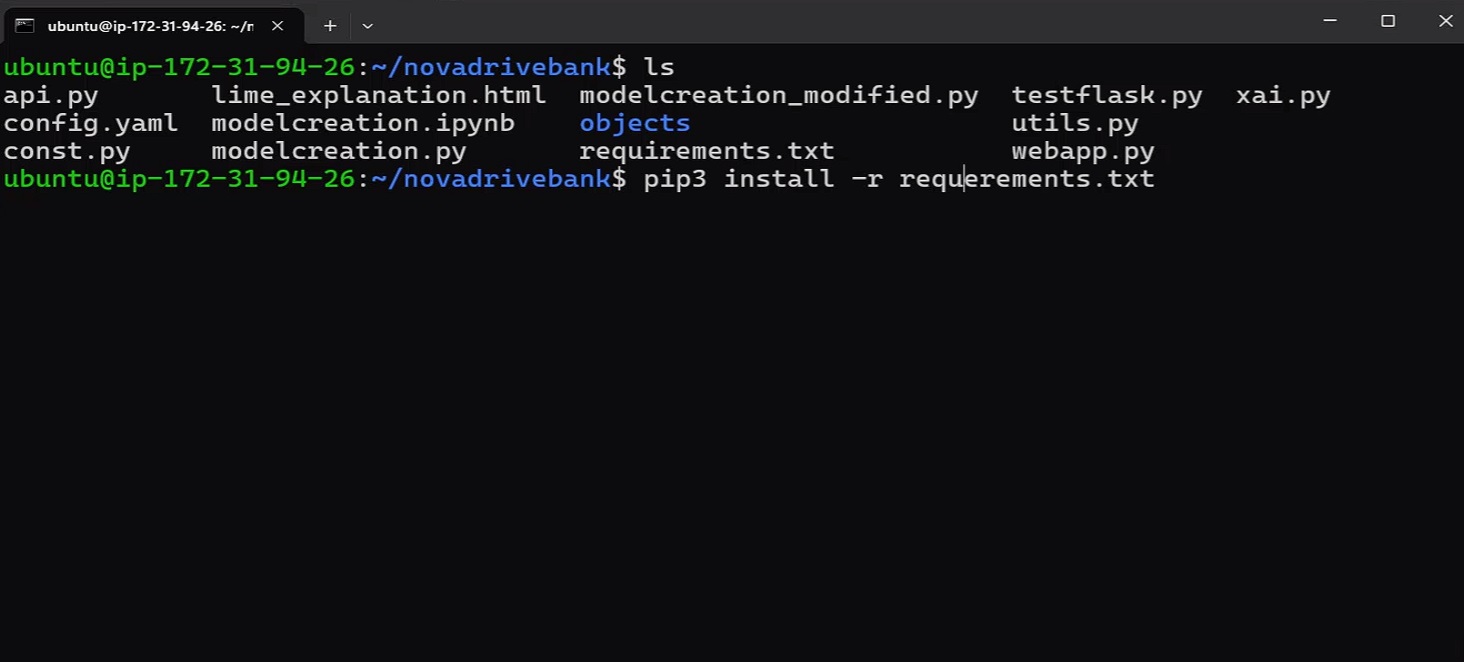 ubuntu@ip-172-31-94-26: ~/n
ubuntu@ip-172-31-94-26:~/novadrivebank$ ls
api.py lime_explanation.html modelcreation_modified.py testflask.py xai.py
config.yaml modelcreation.ipynb objects utils.py
const.py modelcreation.py requirements.txt webapp.py
ubuntu@ip-172-31-94-26:~/novadrivebank$ pip3 install -r requerements.txt